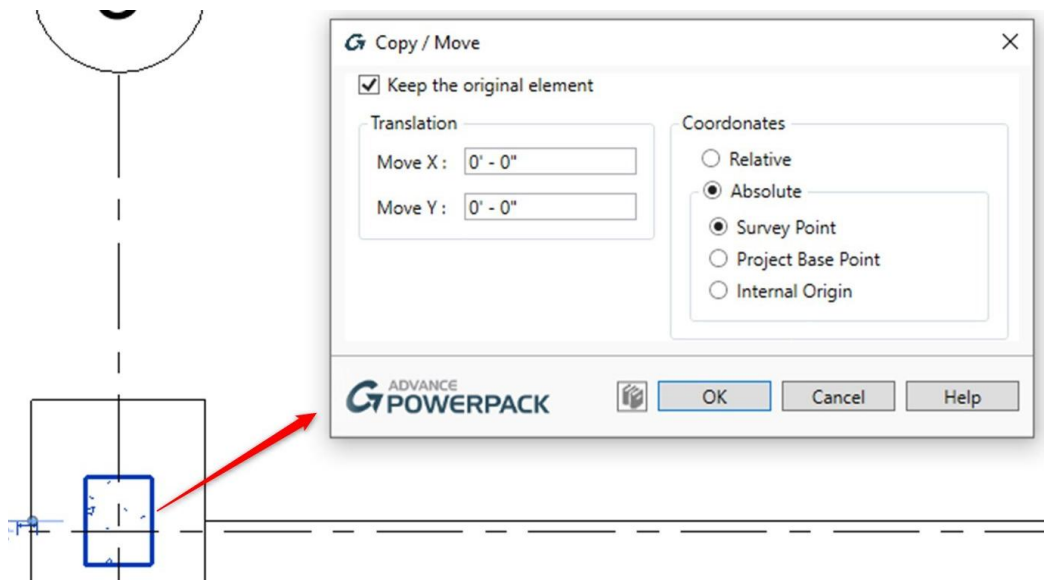 Copy / Move
Keep the original element
Translation
Move X :
0' - 0"
Move Y :
0' - 0"
Coordonates
Relative
Absolute
Survey Point
Project Base Point
Internal Origin
ADVANCE
POWERPACK
OK
Cancel
Help